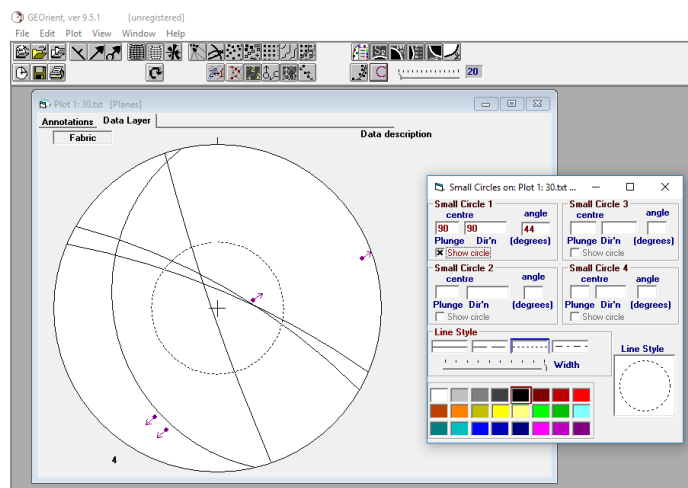 GEOrient, ver 9.5.1 [unregistered]
File Edit Plot View Window Help
20
Plot 1: 30.txt [Planes]
Annotations Data Layer
Fabric
Data description
4
Small Circles on: Plot 1: 30.txt ...
Small Circle 1
centre angle
90 90 44
Plunge Dir'n (degrees)
Show circle
Small Circle 3
centre angle
Plunge Dir'n (degrees)
Show circle
Small Circle 2
centre angle
Plunge Dir'n (degrees)
Show circle
Small Circle 4
centre angle
Plunge Dir'n (degrees)
Show circle
Line Style
Width
Line Style